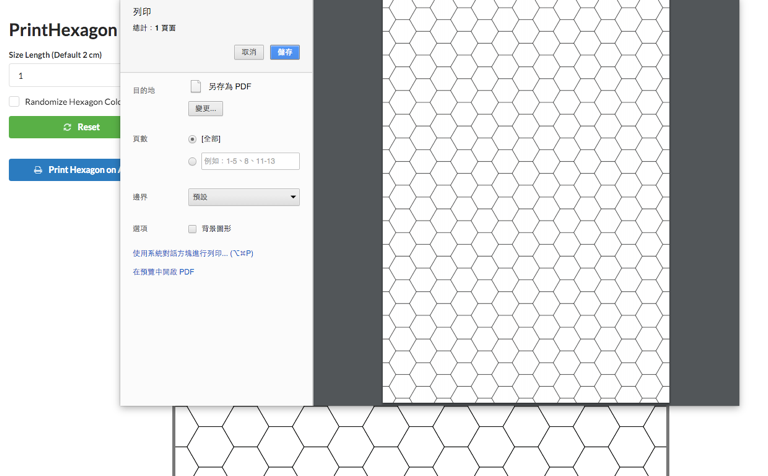 PrintHexagon
Size Length (Default 2 cm)
1
Randomize Hexagon
Reset
Print Hexagon on
列印
總計：1 頁面
取消
儲存
目的地
另存為 PDF
變更...
頁數
[全部]
例如：1-5、8、11-13
邊界
預設
選項
背景圖形
使用系統對話方塊進行列印... (⌥⌘P)
在預覽中開啟 PDF